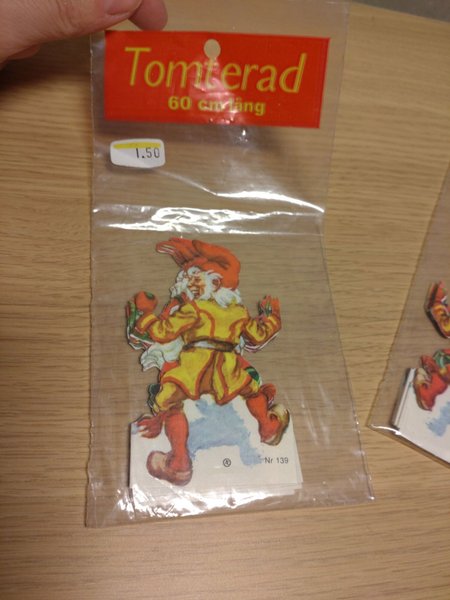 Tomterad
60 cm lång
1.50
Nr 139